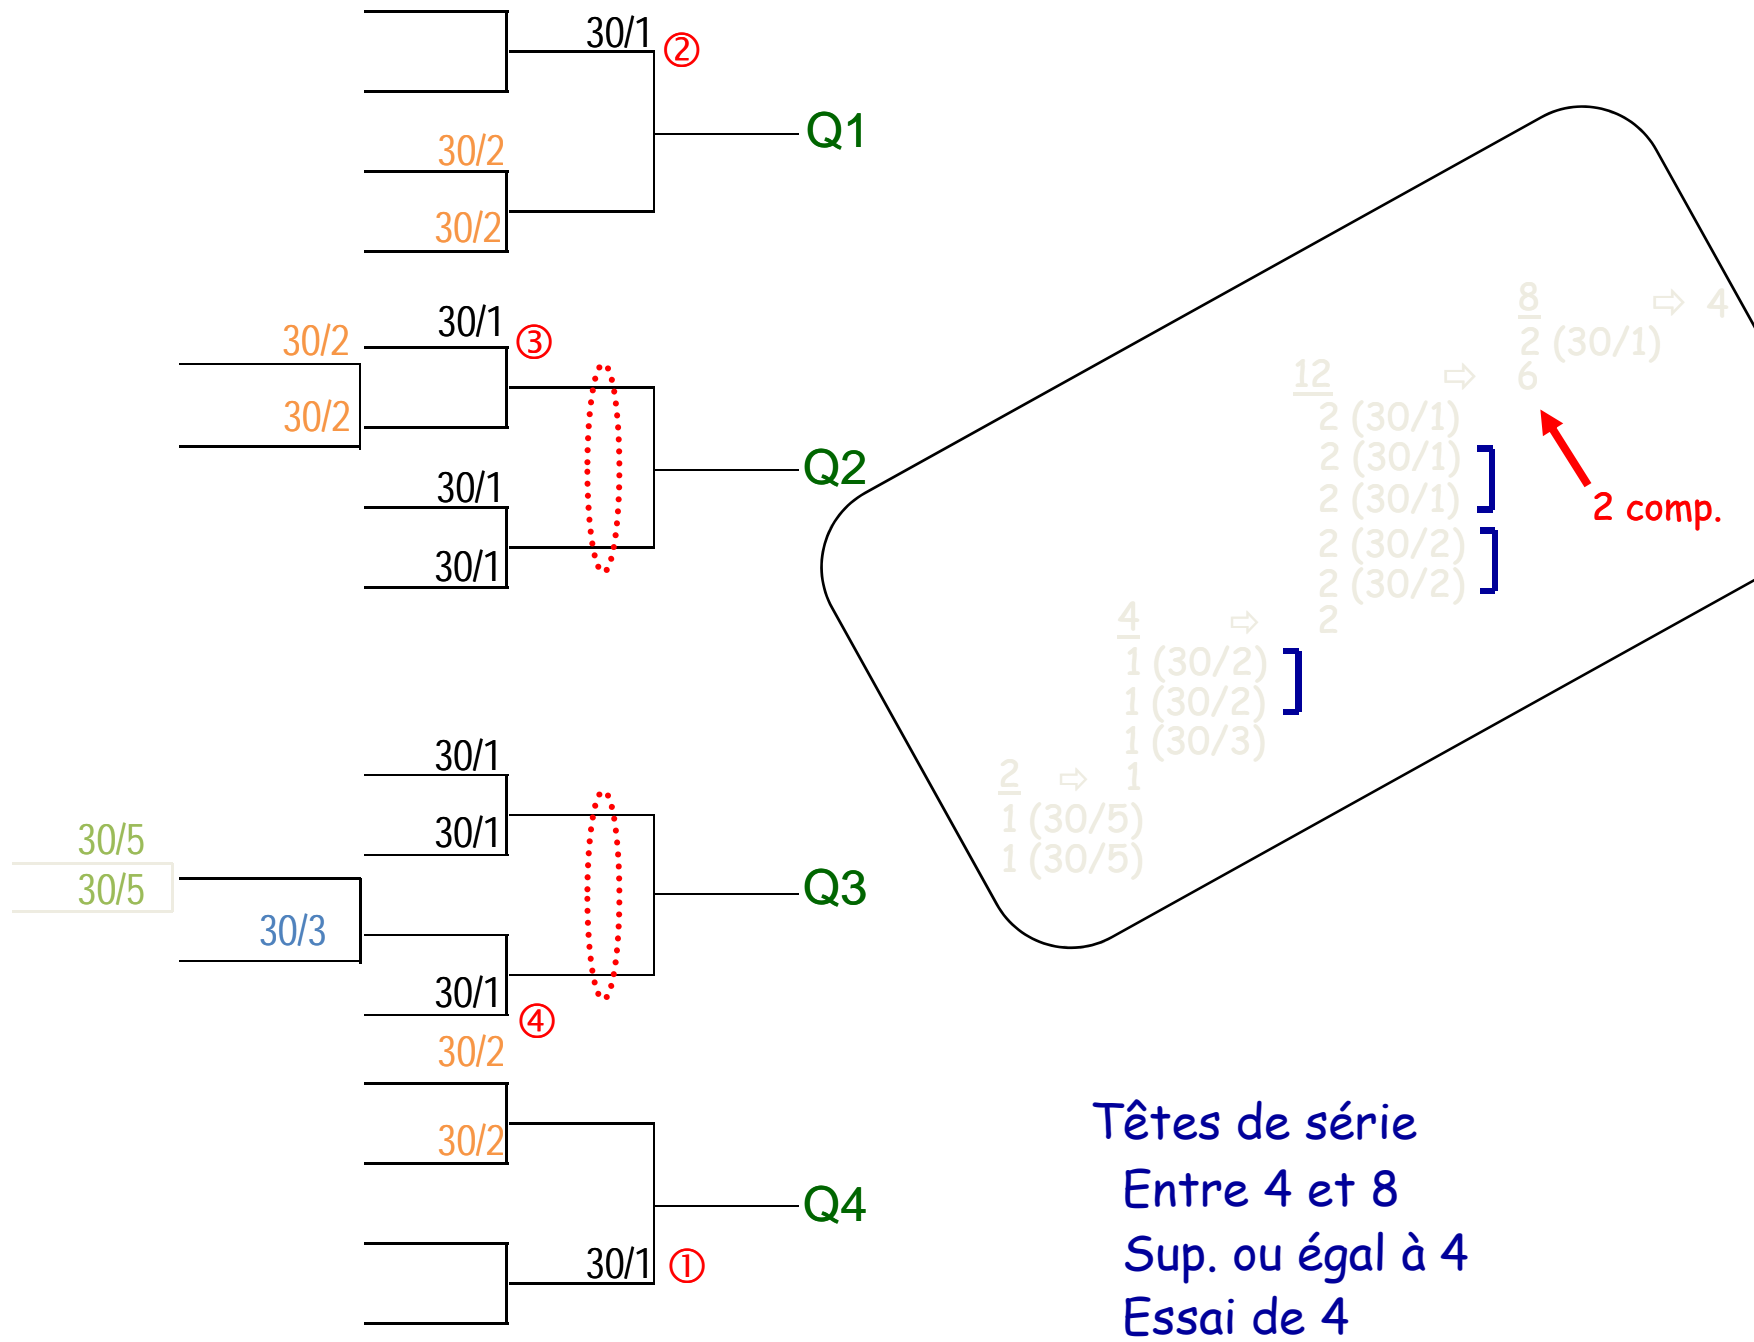 30/1 ②
Q1
30/2
30/2
30/1 ③
30/2
30/2
Q2
30/1
30/1
30/1
30/1
30/5
30/5
Q3
30/3
30/1 ④
30/2
30/2
Q4
30/1 ①
8 ⇨ 4
2 (30/1)
12 ⇨ 6
2 (30/1)
2 (30/1)
2 (30/1)
2 comp.
2 (30/2)
2 (30/2)
4 ⇨ 2
1 (30/2)
1 (30/2)
1 (30/3)
2 ⇨ 1
1 (30/5)
1 (30/5)
Têtes de série
Entre 4 et 8
Sup. ou égal à 4
Essai de 4